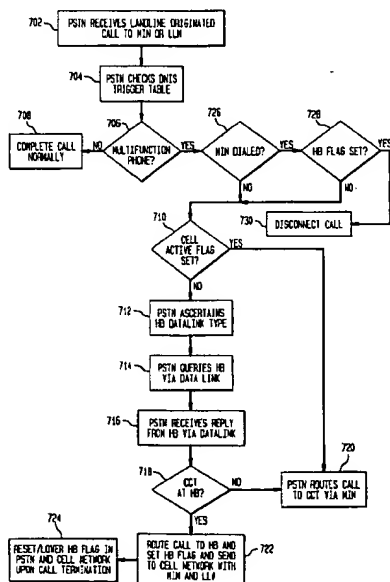 702
PSTN RECEIVES LANDLINE ORIGINATED
CALL TO MIN OR LLN
704
PSTN CHECKS DNIS
TRIGGER TABLE
706
MULTIFUNCTION
PHONE?
NO
YES
708
COMPLETE CALL
NORMALLY
726
MIN DIALED?
YES
NO
728
HB FLAG SET?
YES
NO
730
DISCONNECT CALL
710
CELL
ACTIVE FLAG
SET?
YES
NO
712
PSTN ASCERTAINS
HB DATALINK TYPE
714
PSTN QUERIES HB
VIA DATA LINK
716
PSTN RECEIVES REPLY
FROM HB VIA DATALINK
718
CCT
AT HB?
NO
YES
720
PSTN ROUTES CALL
TO CCT VIA MIN
722
ROUTE CALL TO HB AND
SET HB FLAG AND SEND
TO CELL NETWORK WITH
MIN AND LLN
724
RESET/LOWER HB FLAG IN
PSTN AND CELL NETWORK
UPON CALL TERMINATION